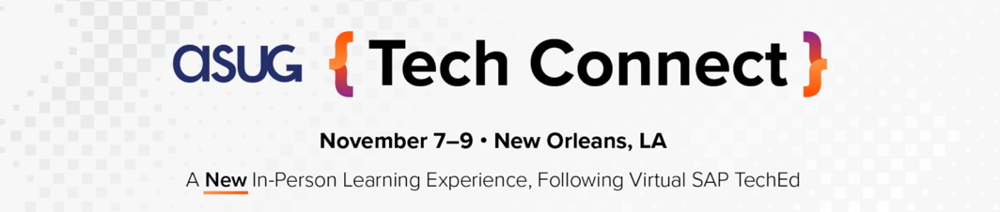 asug { Tech Connect }
November 7–9 • New Orleans, LA
A New In-Person Learning Experience, Following Virtual SAP TechEd